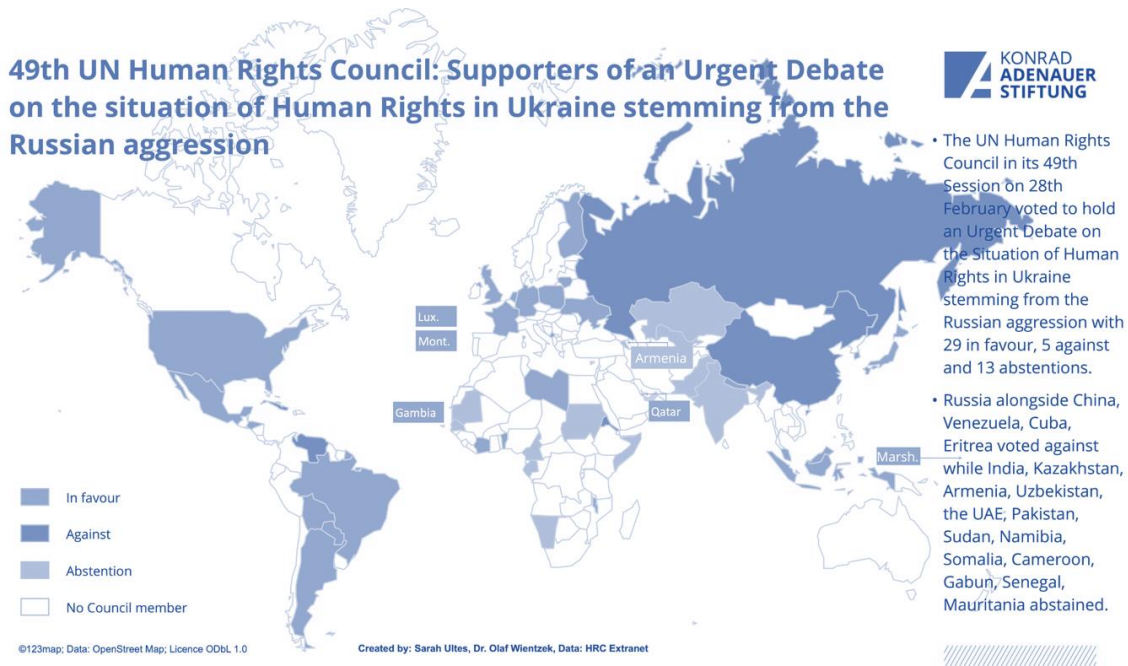 49th UN Human Rights Council: Supporters of an Urgent Debate
on the situation of Human Rights in Ukraine stemming from the
Russian aggression
KONRAD
ADENAUER
STIFTUNG
• The UN Human Rights
Council in its 49th
Session on 28th
February voted to hold
an Urgent Debate on
the Situation of Human
Rights in Ukraine
stemming from the
Russian aggression with
29 in favour, 5 against
and 13 abstentions.
• Russia alongside China,
Venezuela, Cuba,
Eritrea voted against
while India, Kazakhstan,
Armenia, Uzbekistan,
the UAE, Pakistan,
Sudan, Namibia,
Somalia, Cameroon,
Gabun, Senegal,
Mauritania abstained.
Lux.
Mont.
Armenia
Gambia
Qatar
Marsh.
In favour
Against
Abstention
No Council member
©123map; Data: OpenStreet Map; Licence ODbL 1.0
Created by: Sarah Ultes, Dr. Olaf Wientzek, Data: HRC Extranet